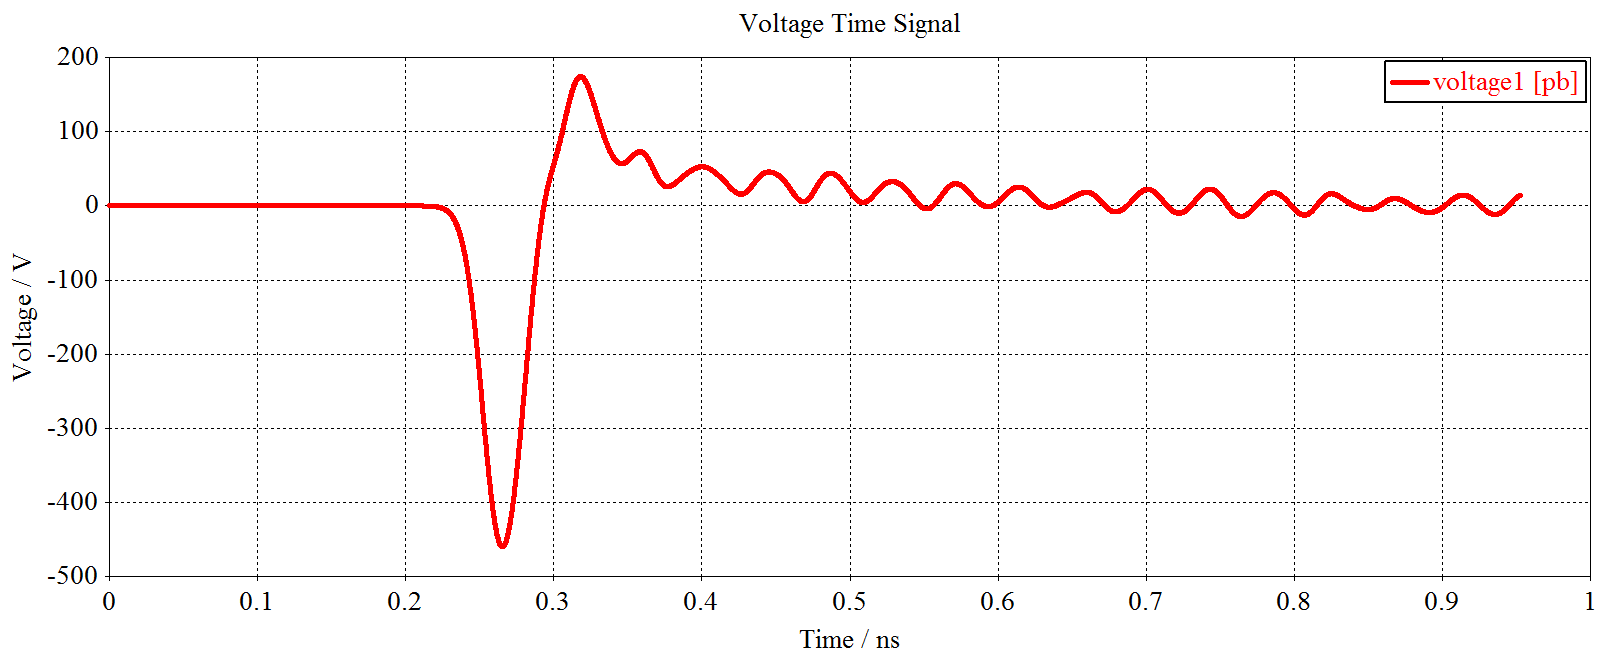 Voltage Time Signal
voltage1 [pb]
Voltage / V
200
100
0
-100
-200
-300
-400
-500
0 0.1 0.2 0.3 0.4 0.5 0.6 0.7 0.8 0.9 1
Time / ns